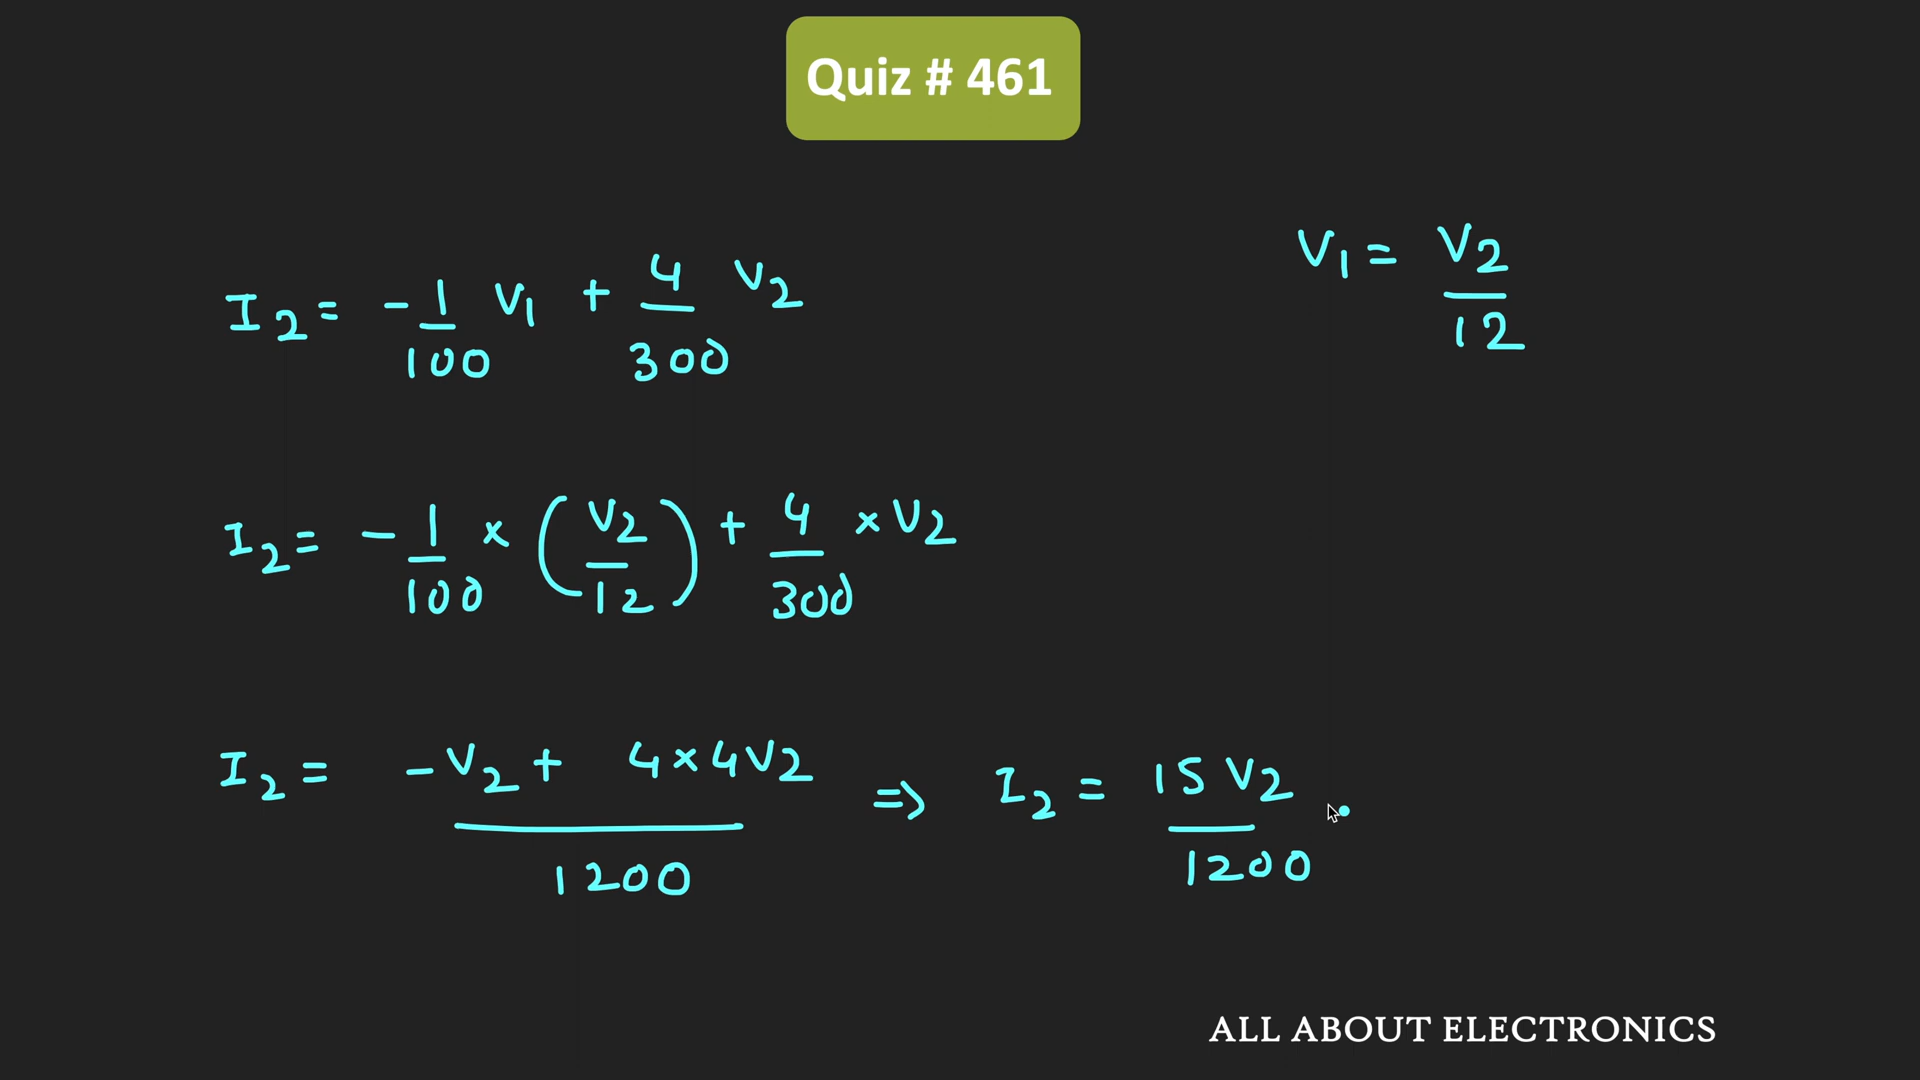 Quiz # 461
I₂ = -1/100 V₁ + 4/300 V₂
V₁ = V₂/12
I₂ = -1/100 × (V₂/12) + 4/300 × V₂
I₂ = (-V₂ + 4×4V₂)/1200 ⇒ I₂ = 15V₂/1200
ALL ABOUT ELECTRONICS